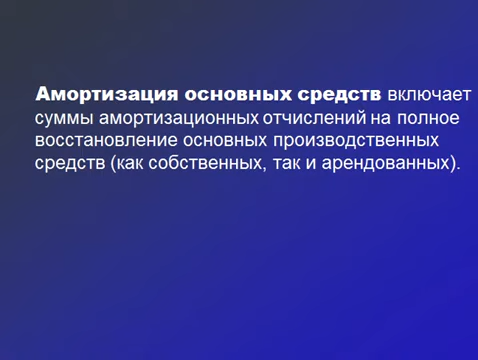 Амортизация основных средств включает
суммы амортизационных отчислений на полное
восстановление основных производственных
средств (как собственных, так и арендованных).